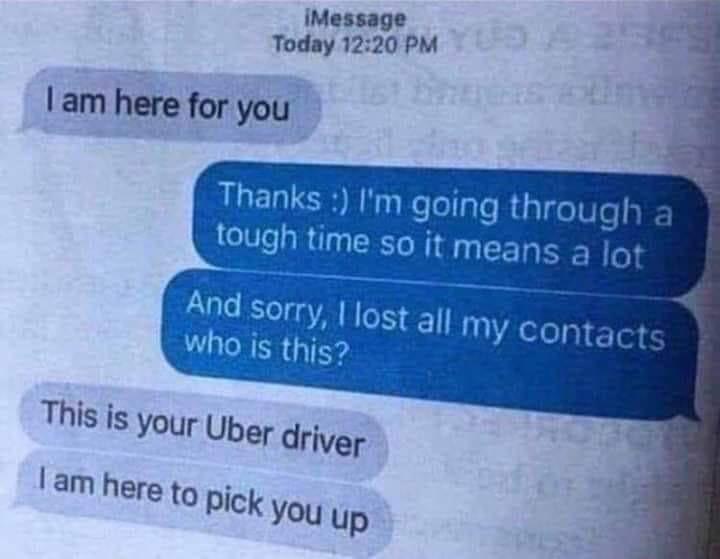 iMessage
Today 12:20 PM
I am here for you
Thanks :) I'm going through a
tough time so it means a lot
And sorry, I lost all my contacts
who is this?
This is your Uber driver
I am here to pick you up